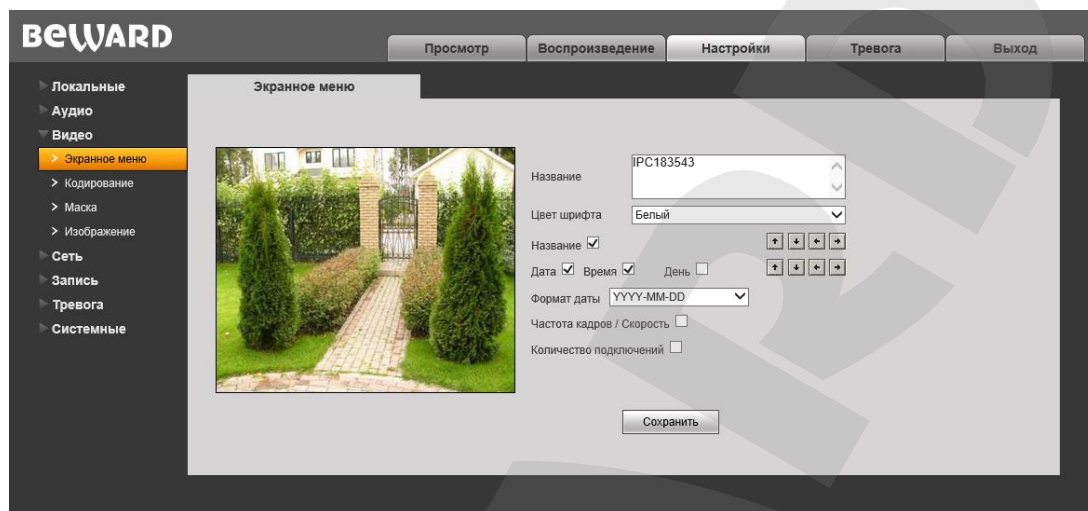 BEWARD
Просмотр Воспроизведение Настройки Тревога Выход
Локальные
Аудио
Видео
> Экранное меню
> Кодирование
> Маска
> Изображение
Сеть
Запись
Тревога
Системные
Экранное меню
Название IPC183543
Цвет шрифта Белый
Название
Дата Время День
Формат даты YYYY-MM-DD
Частота кадров / Скорость
Количество подключений
Сохранить